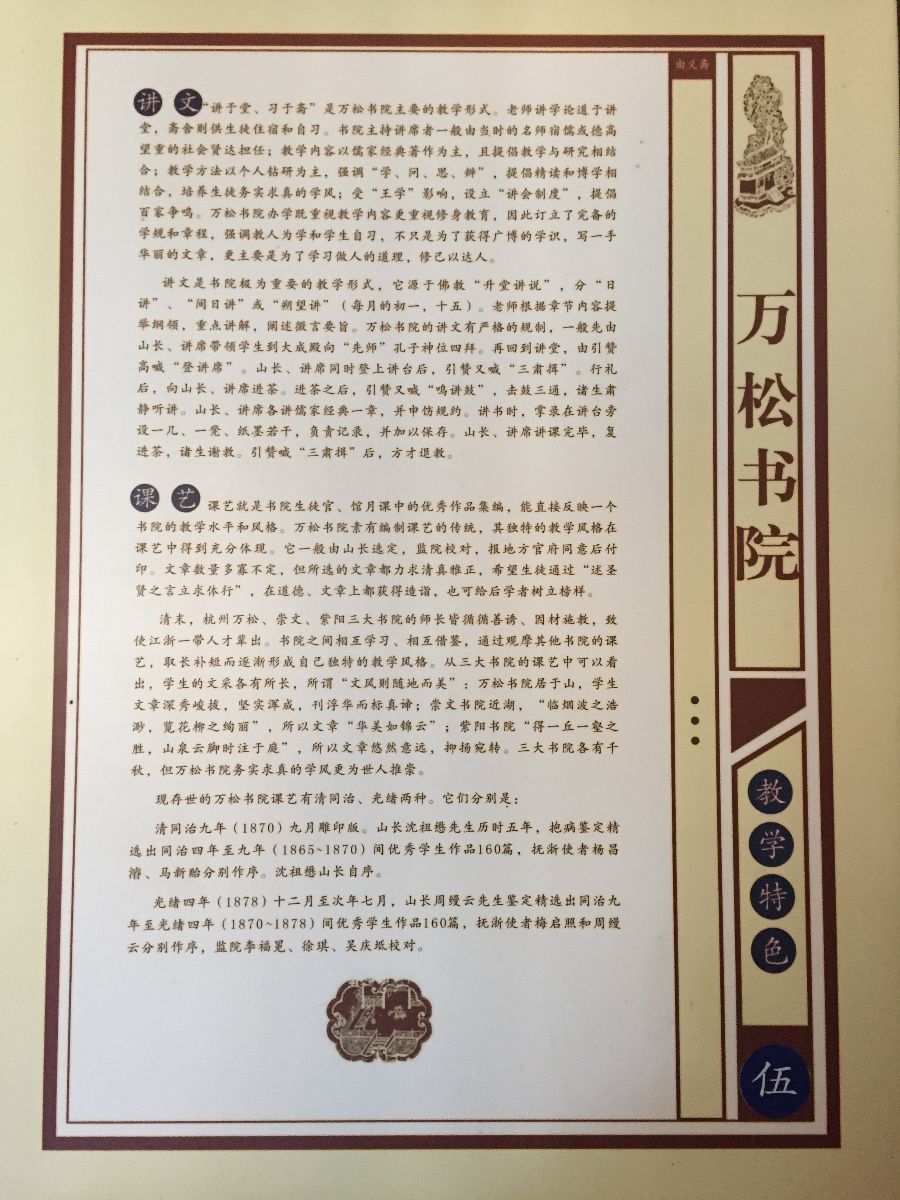 由义斋
万松书院
教学特色
伍
讲文
“讲于堂、习于斋”是万松书院主要的教学形式。老师讲学论道于讲
堂，斋舍则供生徒住宿和自习。书院主持讲席者一般由当时的名师宿儒或德高
望重的社会贤达担任；教学内容以儒家经典著作为主，且提倡教学与研究相结
合；教学方法以个人钻研为主，强调“学、问、思、辨”，提倡精读和博学相
结合，培养生徒务实求真的学风；受“王学”影响，设立“讲会制度”，提倡
百家争鸣。万松书院办学既重视教学内容更重视修身教育，因此订立了完备的
学规和章程，强调教人为学和学生自习，不只是为了获得广博的学识，写一手
华丽的文章，更主要是为了学习做人的道理，修己以达人。
讲文是书院极为重要的教学形式，它源于佛教“升堂讲说”，分“日
讲”、“间日讲”或“朔望讲”（每月的初一，十五）。老师根据章节内容提
举纲领，重点讲解，阐述微言要旨。万松书院的讲文有严格的规制，一般先由
山长、讲席带领学生到大成殿向“先师”孔子神位四拜。再回到讲堂，由引赞
高喊“登讲席”。山长、讲席同时登上讲台后，引赞又喊“三肃揖”。行礼
后，向山长、讲席进茶。进茶之后，引赞又喊“鸣讲鼓”，击鼓三通，诸生肃
静听讲。山长、讲席各讲儒家经典一章，并申饬规约。讲书时，掌录在讲台旁
设一几、一凳、纸墨若干，负责记录，并加以保存。山长、讲席讲课完毕，复
进茶，诸生谢教。引赞喊“三肃揖”后，方才退教。
课艺
课艺就是书院生徒官、馆月课中的优秀作品集编，能直接反映一个
书院的教学水平和风格。万松书院素有编制课艺的传统，其独特的教学风格在
课艺中得到充分体现。它一般由山长选定，监院校对，报地方官府同意后付
印。文章数量多寡不定，但所选的文章都力求清真雅正，希望生徒通过“述圣
贤之言立求体行”，在道德、文章上都获得造诣，也可给后学者树立榜样。
清末，杭州万松、崇文、紫阳三大书院的师长皆循循善诱、因材施教，致
使江浙一带人才辈出。书院之间相互学习、相互借鉴，通过观摩其他书院的课
艺，取长补短而逐渐形成自己独特的教学风格。从三大书院的课艺中可以看
出，学生的文采各有所长，所谓“文风则随地而美”：万松书院居于山，学生
文章深秀峻拔，坚实浑成，刊浮华而标真谛；崇文书院近湖，“临烟波之浩
渺，览花柳之绚丽”，所以文章“华美如锦云”；紫阳书院“得一丘一壑之
胜，山泉云脚时注于庭”，所以文章悠然意远，抑扬宛转。三大书院各有千
秋，但万松书院务实求真的学风更为世人推崇。
现存世的万松书院课艺有清同治、光绪两种。它们分别是：
清同治九年（1870）九月雕印版。山长沈祖懋先生历时五年，抱病鉴定精
选出同治四年至九年（1865~1870）间优秀学生作品160篇，抚浙使者杨昌
濬、马新贻分别作序。沈祖懋山长自序。
光绪四年（1878）十二月至次年七月，山长周缦云先生鉴定精选出同治九
年至光绪四年（1870~1878）间优秀学生作品160篇，抚浙使者梅启照和周缦
云分别作序，监院李福冕、徐琪、吴庆坻校对。